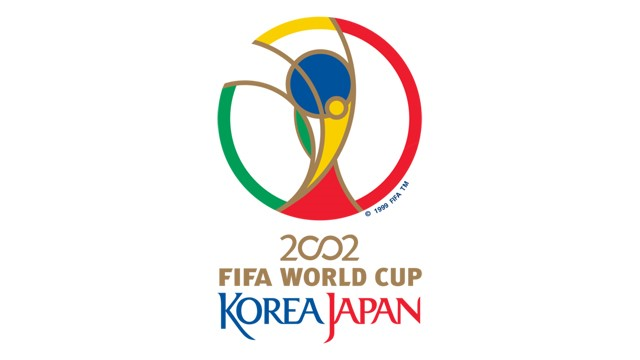 © 1999 FIFA TM
2002
FIFA WORLD CUP
KOREA JAPAN